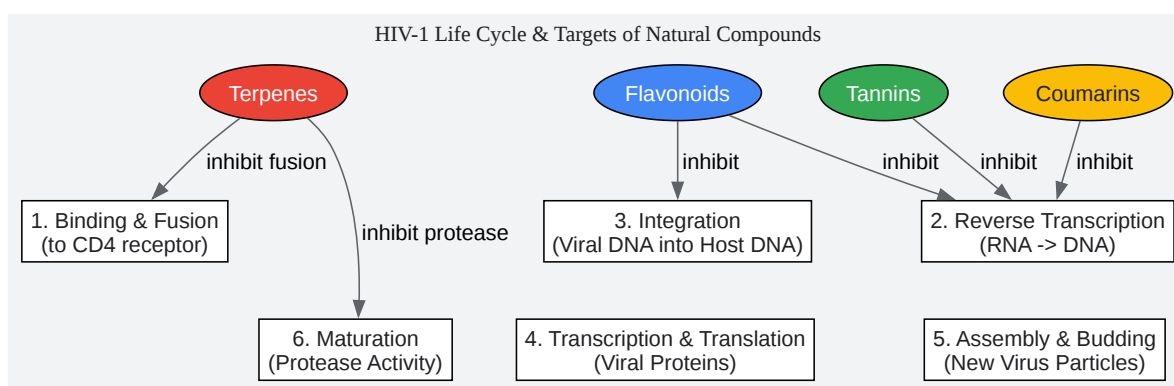 HIV-1 Life Cycle & Targets of Natural Compounds
Terpenes
Flavonoids
Tannins
Coumarins
inhibit fusion
inhibit
inhibit
inhibit
inhibit
1. Binding & Fusion
(to CD4 receptor)
inhibit protease
3. Integration
(Viral DNA into Host DNA)
2. Reverse Transcription
(RNA -> DNA)
6. Maturation
(Protease Activity)
4. Transcription & Translation
(Viral Proteins)
5. Assembly & Budding
(New Virus Particles)